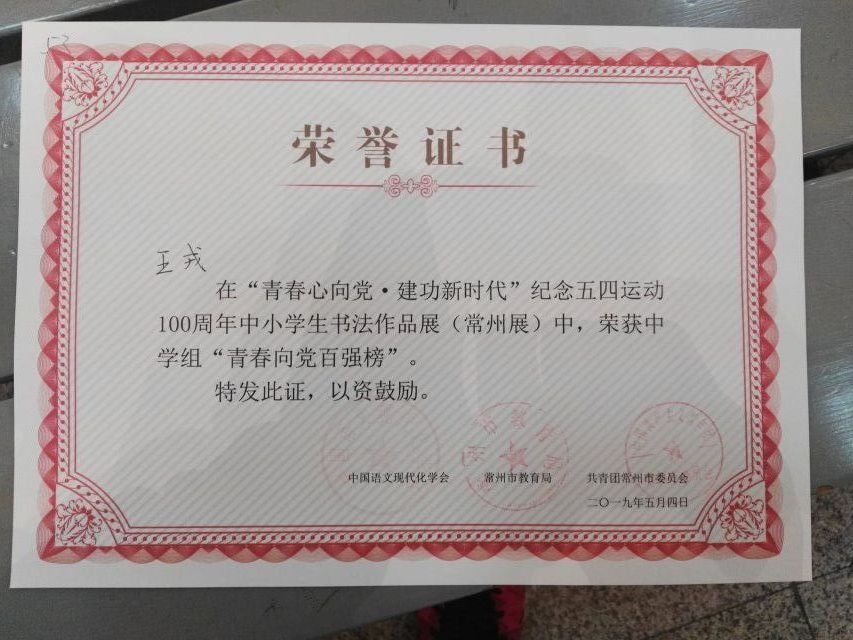 荣誉证书
王戎
在“青春心向党·建功新时代”纪念五四运动
100周年中小学生书法作品展（常州展）中，荣获中
学组“青春向党百强榜”。
特发此证，以资鼓励。
中国语文现代化学会 常州市教育局 共青团常州市委员会
二〇一九年五月四日